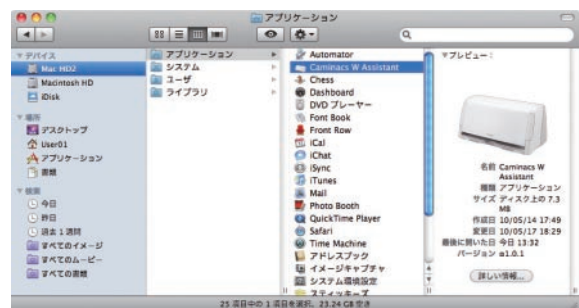 アプリケーション
デバイス
Mac HD2
Macintosh HD
iDisk
場所
デスクトップ
User01
アプリケーション
書類
検索
今日
昨日
過去 1 週間
すべてのイメージ
すべてのムービー
すべての書類
アプリケーション
システム
ユーザ
ライブラリ
Automator
Caminacs W Assistant
Chess
Dashboard
DVD プレーヤー
Font Book
Front Row
iCal
iChat
iSync
iTunes
Mail
Photo Booth
QuickTime Player
Safari
Time Machine
アドレスブック
イメージキャプチャ
システム環境設定
スティッキーズ
プレビュー：
名前 Caminacs W
Assistant
種類 アプリケーション
サイズ ディスク上の 7.3
MB
作成日 10/05/14 17:49
変更日 10/05/17 18:29
最後に開いた日 今日 13:32
バージョン α1.0.1
詳しい情報...
25 項目中の 1 項目を選択、23.24 GB 空き